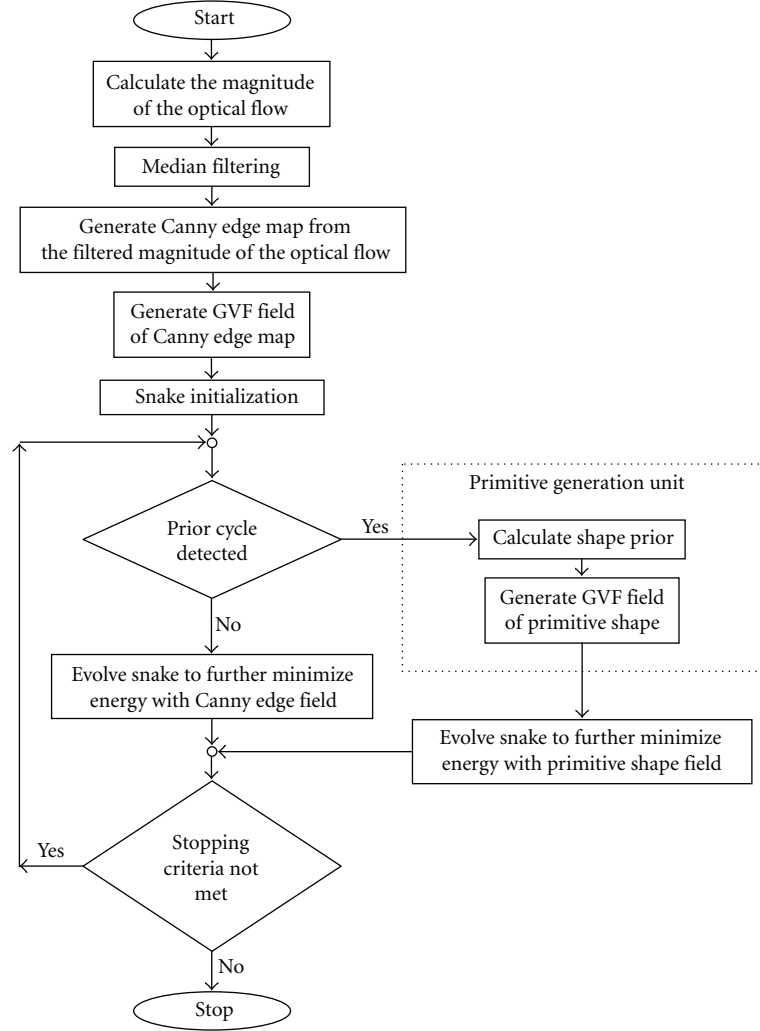 Start
Calculate the magnitude
of the optical flow
Median filtering
Generate Canny edge map from
the filtered magnitude of the optical flow
Generate GVF field
of Canny edge map
Snake initialization
Prior cycle
detected
Yes
Primitive generation unit
Calculate shape prior
Generate GVF field
of primitive shape
No
Evolve snake to further minimize
energy with Canny edge field
Evolve snake to further minimize
energy with primitive shape field
Stopping
criteria not
met
Yes
No
Stop